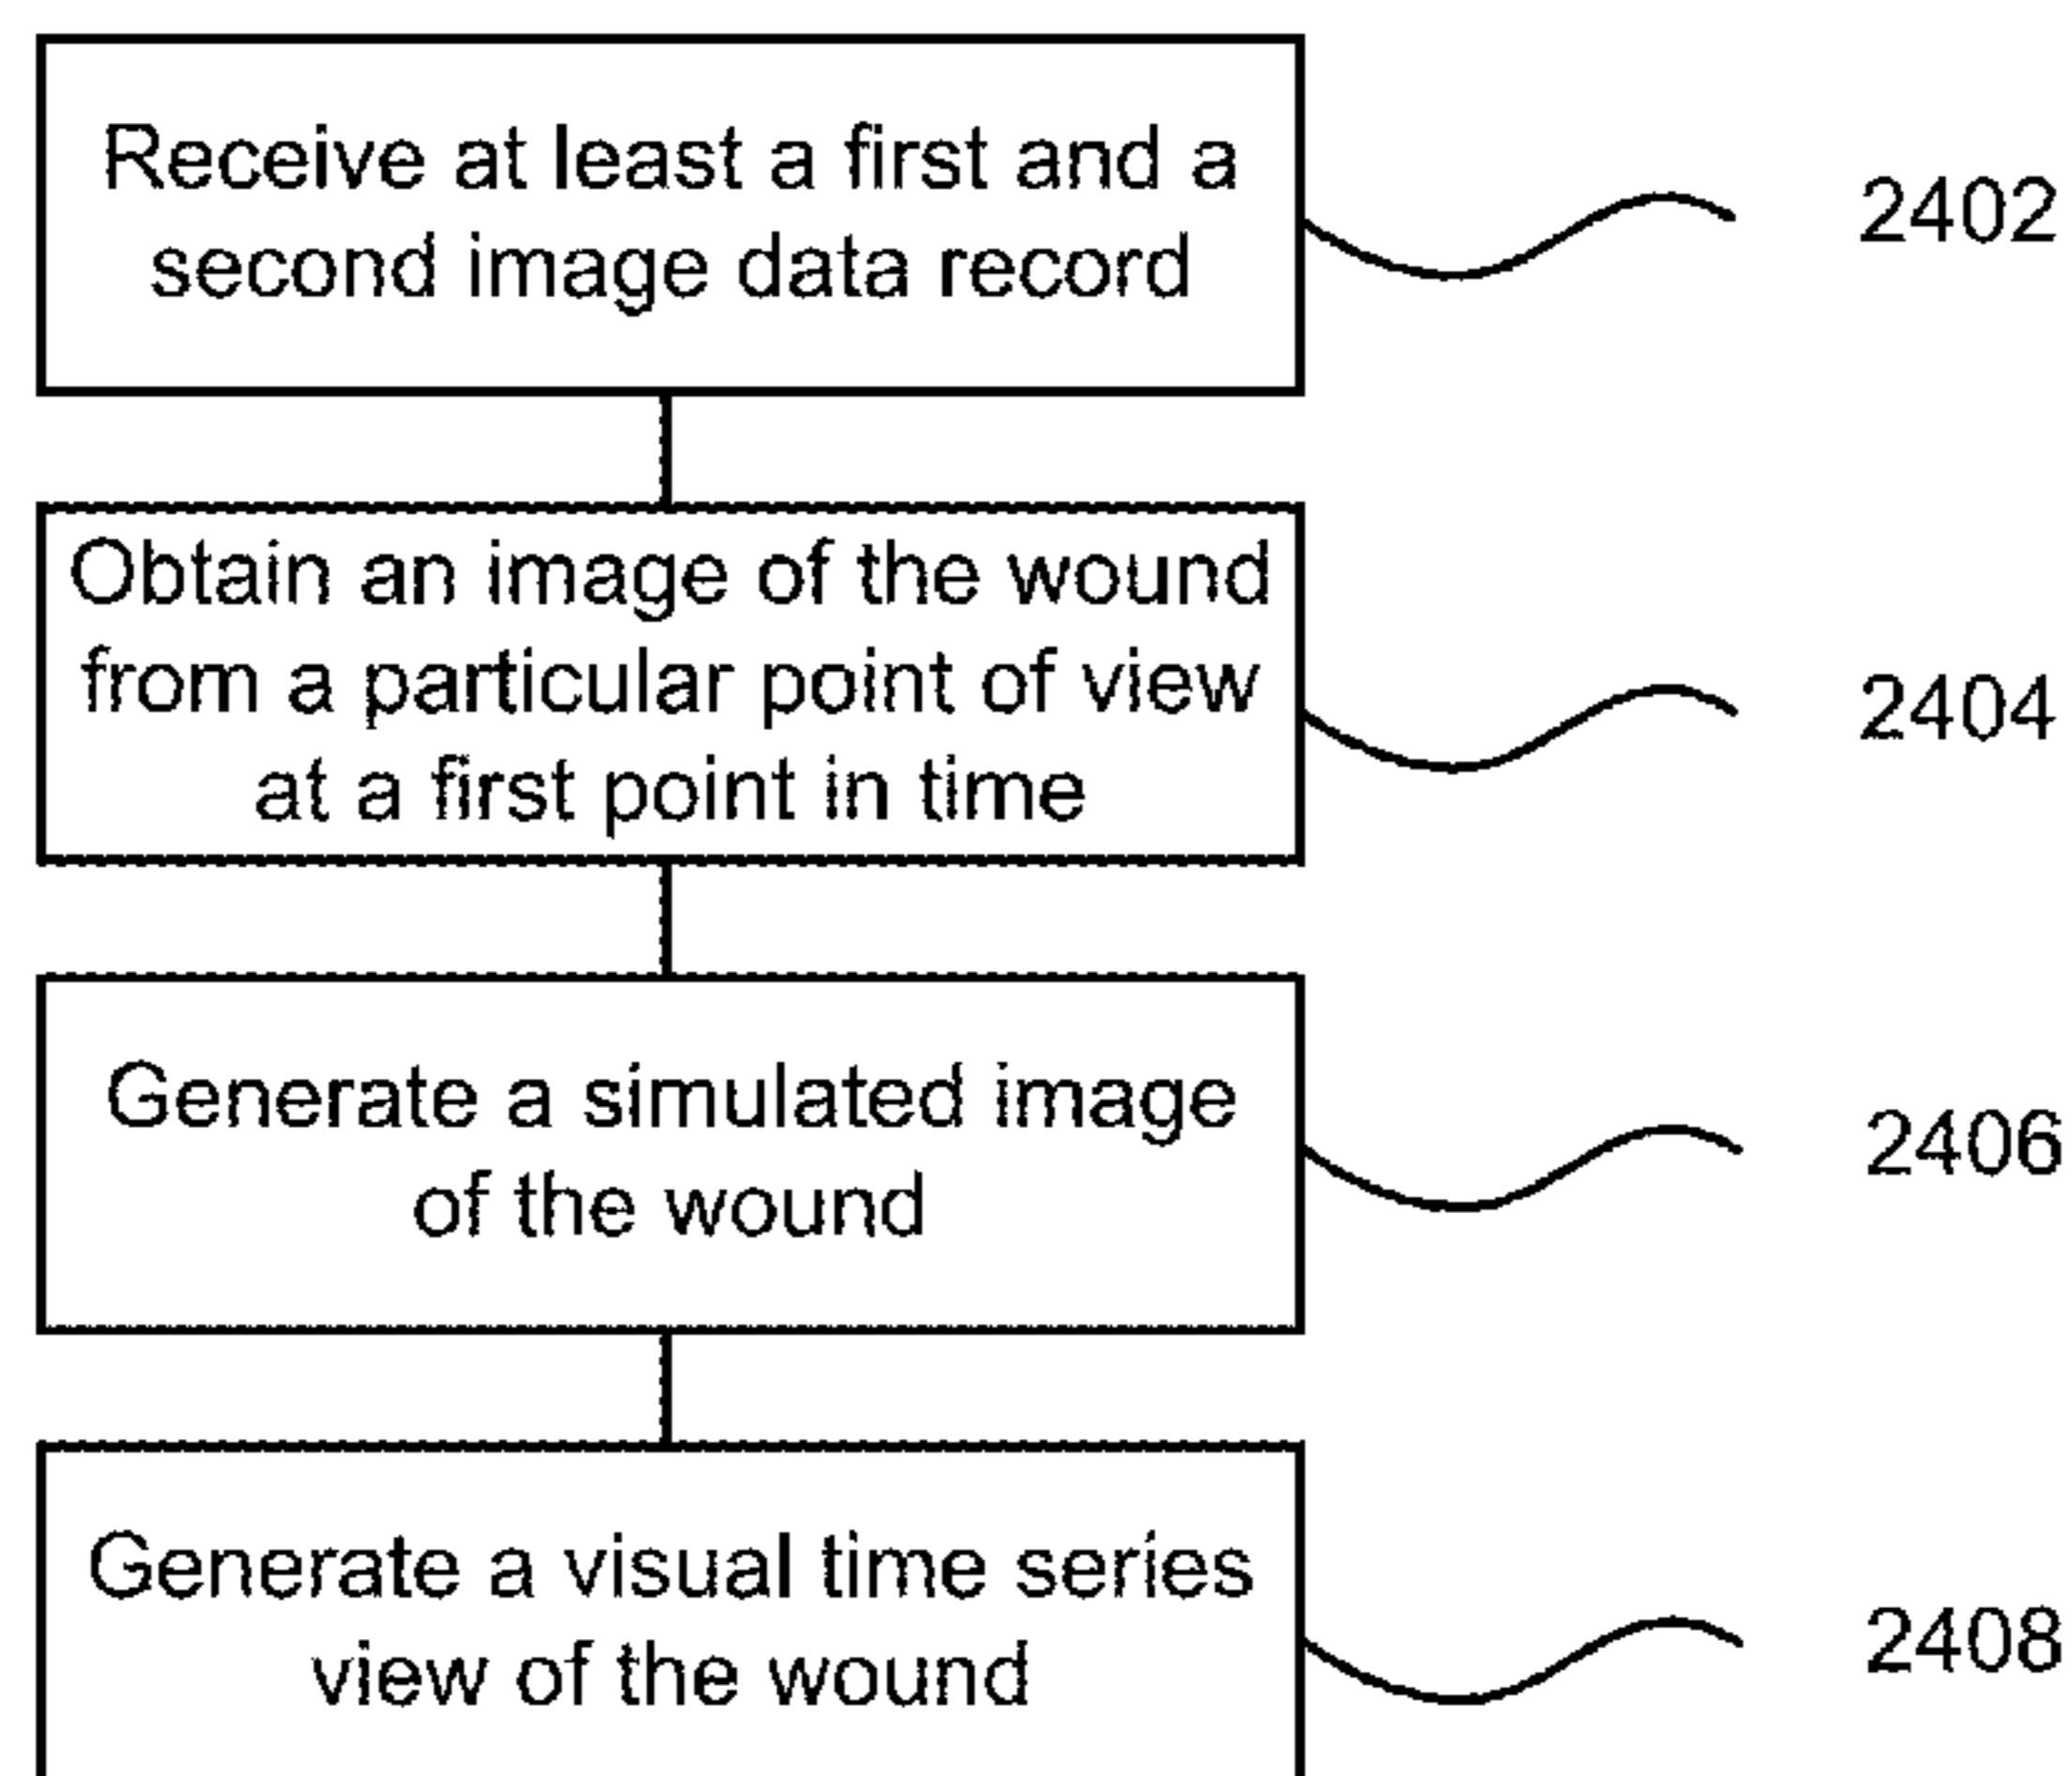 Receive at least a first and a
second image data record
2402
Obtain an image of the wound
from a particular point of view
at a first point in time
2404
Generate a simulated image
of the wound
2406
Generate a visual time series
view of the wound
2408